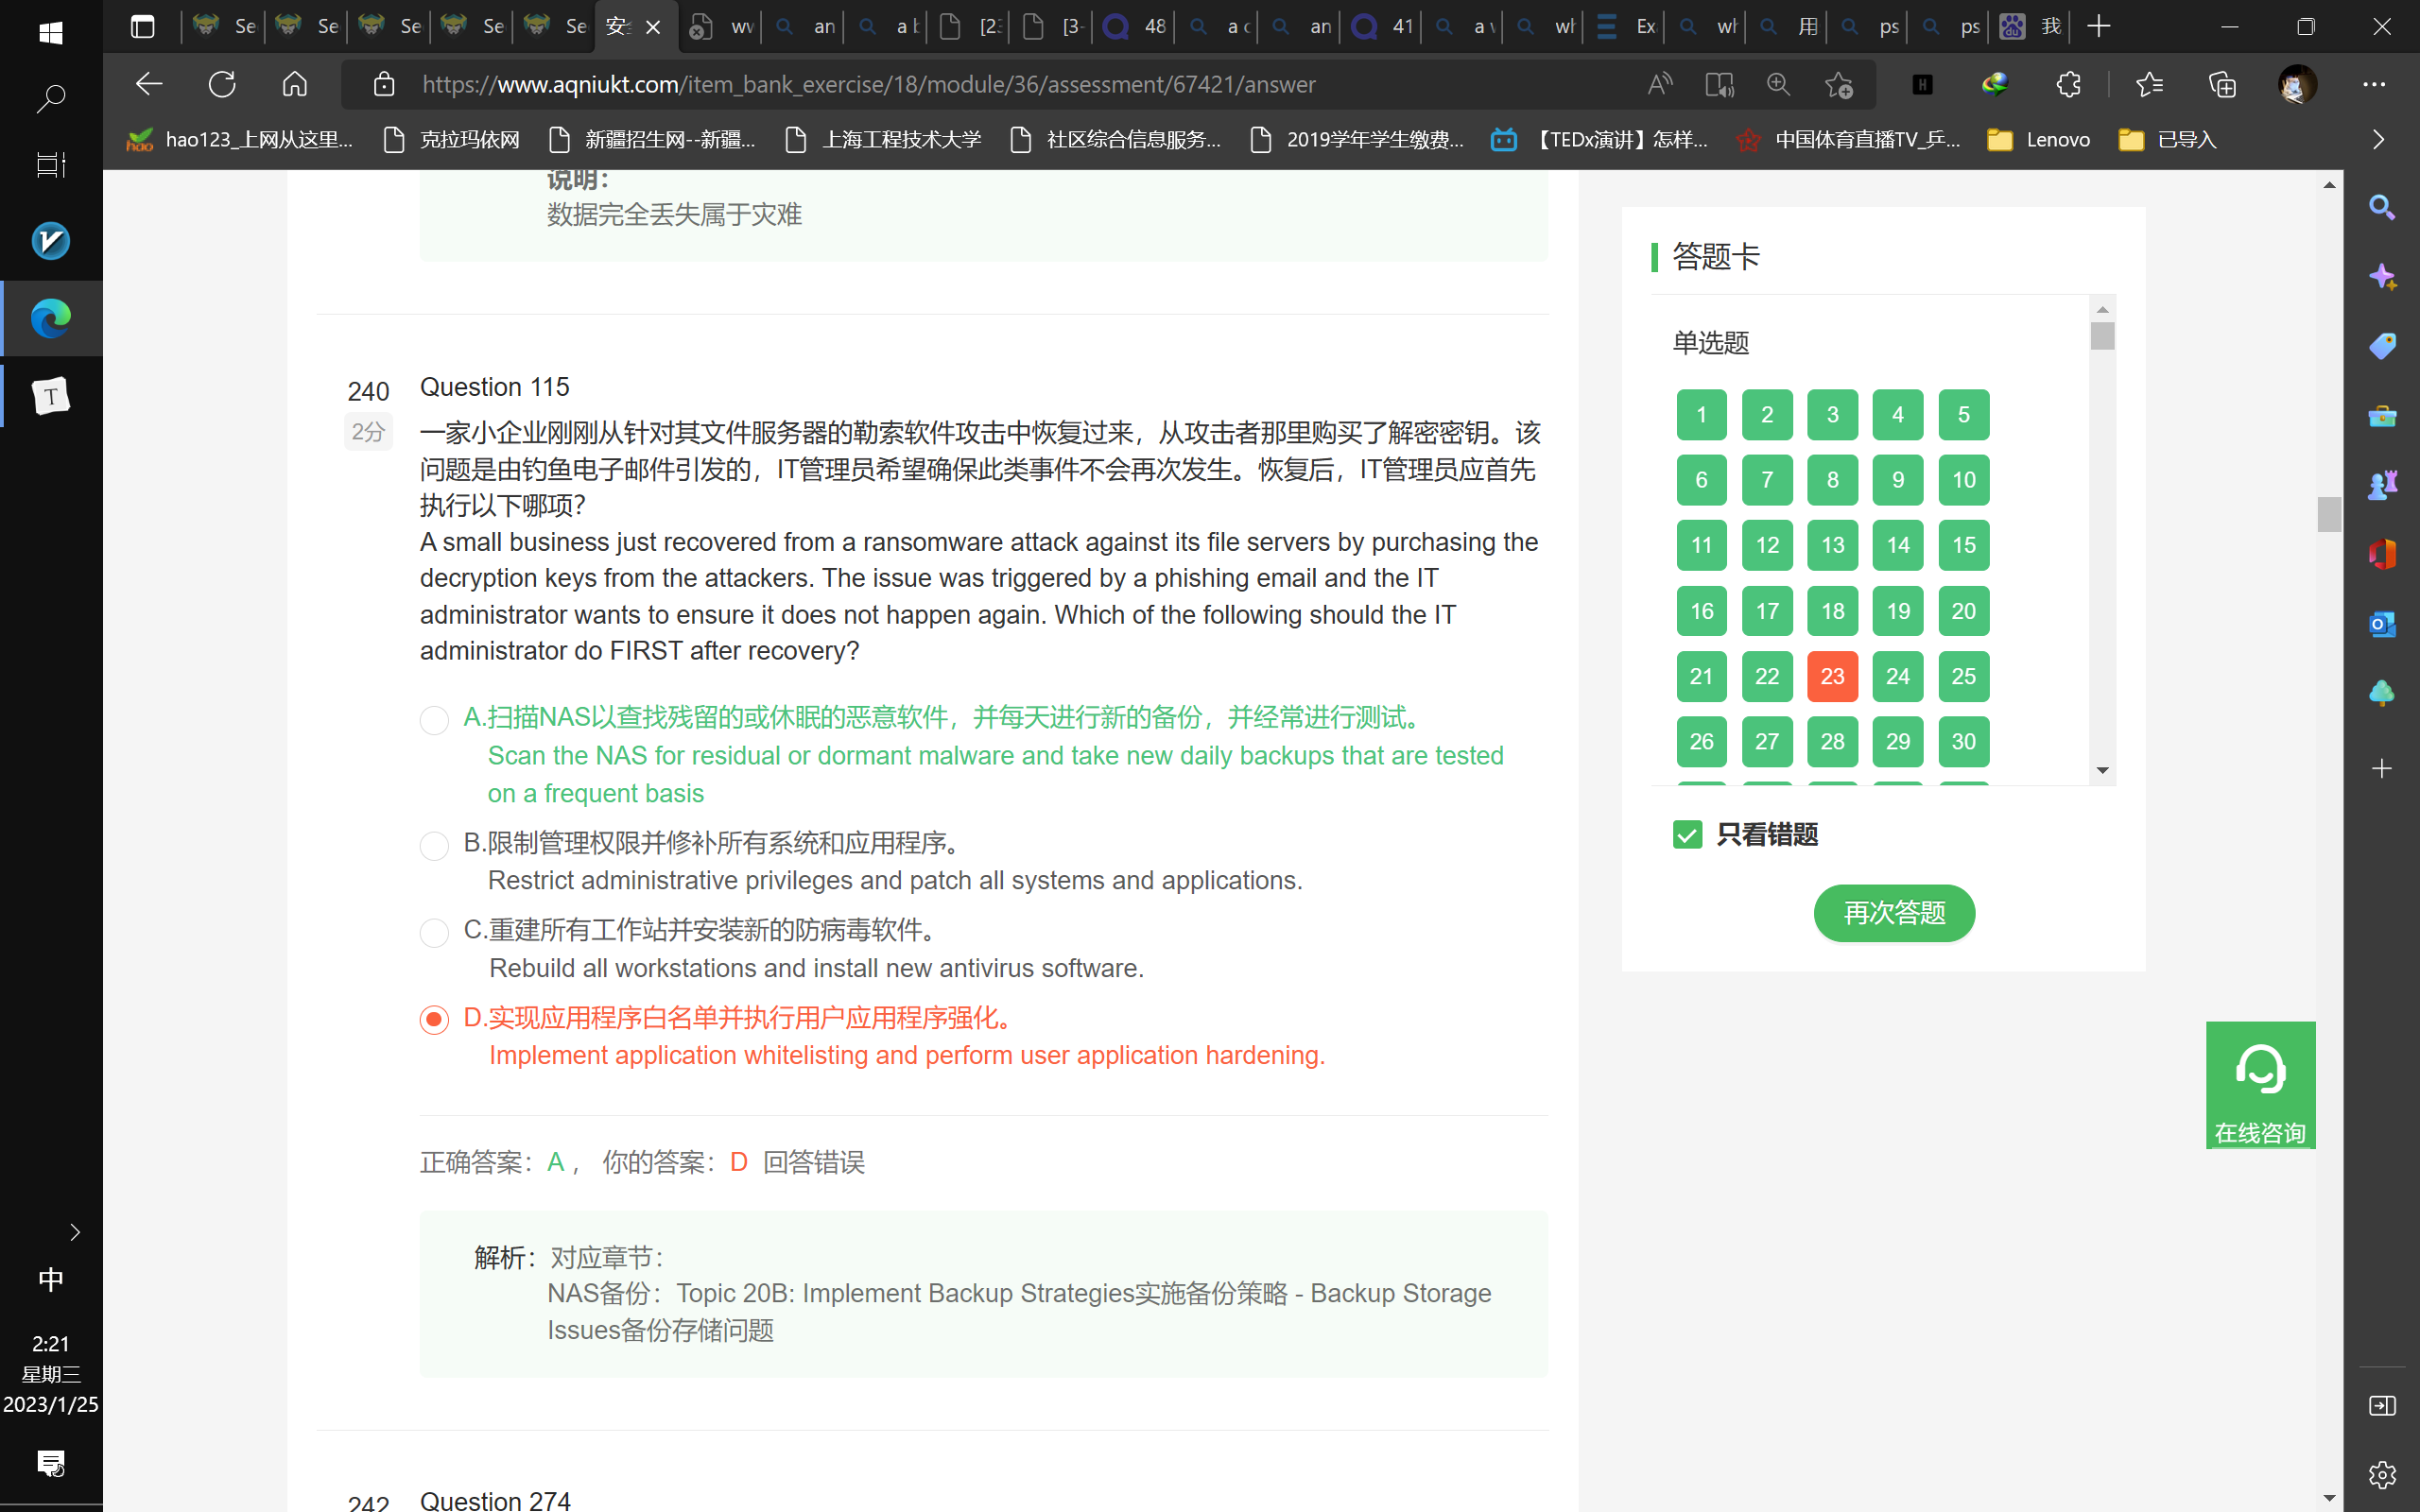 Se
Se
Se
Se
Se
安
wv
an
a b
[23
[3-
48
a c
an
41
a v
wh
Ex
wh
用
ps
ps
我
https://www.aqniukt.com/item_bank_exercise/18/module/36/assessment/67421/answer
hao123_上网从这里...
克拉玛依网
新疆招生网--新疆...
上海工程技术大学
社区综合信息服务...
2019学年学生缴费...
【TEDx演讲】怎样...
中国体育直播TV_乒...
Lenovo
已导入
说明：
数据完全丢失属于灾难
240
2分
Question 115
一家小企业刚刚从针对其文件服务器的勒索软件攻击中恢复过来，从攻击者那里购买了解密密钥。该
问题是由钓鱼电子邮件引发的，IT管理员希望确保此类事件不会再次发生。恢复后，IT管理员应首先
执行以下哪项？
A small business just recovered from a ransomware attack against its file servers by purchasing the
decryption keys from the attackers. The issue was triggered by a phishing email and the IT
administrator wants to ensure it does not happen again. Which of the following should the IT
administrator do FIRST after recovery?
A.扫描NAS以查找残留的或休眠的恶意软件，并每天进行新的备份，并经常进行测试。
Scan the NAS for residual or dormant malware and take new daily backups that are tested
on a frequent basis
B.限制管理权限并修补所有系统和应用程序。
Restrict administrative privileges and patch all systems and applications.
C.重建所有工作站并安装新的防病毒软件。
Rebuild all workstations and install new antivirus software.
D.实现应用程序白名单并执行用户应用程序强化。
Implement application whitelisting and perform user application hardening.
正确答案：A ， 你的答案：D 回答错误
解析：对应章节：
NAS备份：Topic 20B: Implement Backup Strategies实施备份策略 - Backup Storage
Issues备份存储问题
242
Question 274
答题卡
单选题
1 2 3 4 5
6 7 8 9 10
11 12 13 14 15
16 17 18 19 20
21 22 23 24 25
26 27 28 29 30
只看错题
再次答题
在线咨询
中
2:21
星期三
2023/1/25